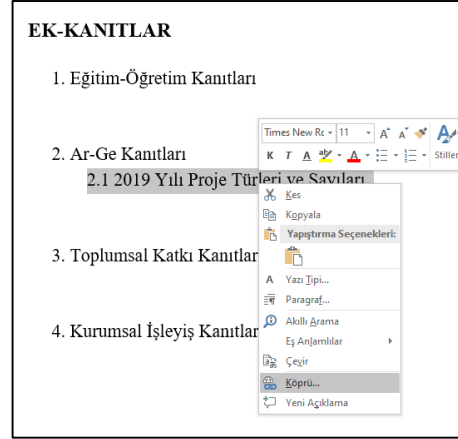 EK-KANITLAR
1. Eğitim-Öğretim Kanıtları
Times New Rc 11 A A A
K T A aby A Stiller
2. Ar-Ge Kanıtları
2.1 2019 Yılı Proje Türleri ve Sayıları
Kes
Kopyala
Yapıştırma Seçenekleri:
3. Toplumsal Katkı Kanıtlar
A Yazı Tipi...
Paragraf...
4. Kurumsal İşleyiş Kanıtlar
Akıllı Arama
Eş Anlamlılar
Çevir
Köprü...
Yeni Açıklama